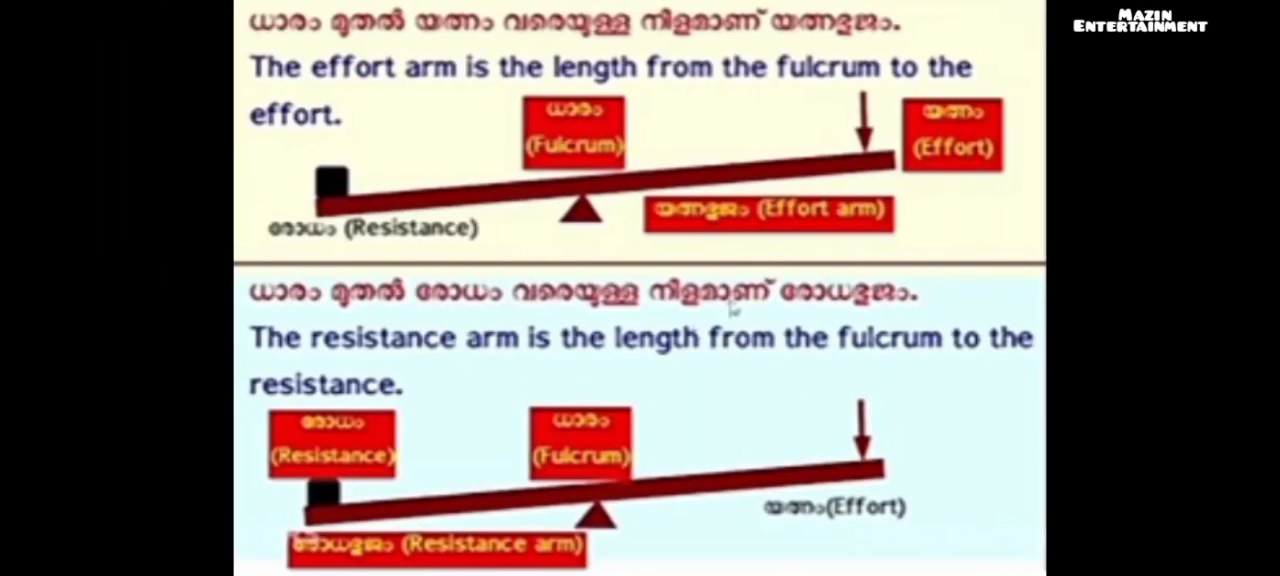 MAZIN
ENTERTAINMENT
ധാരം മുതൽ യത്നം വരെയുള്ള നീളമാണ് യത്നഭുജം.
The effort arm is the length from the fulcrum to the
effort.
ധാരം
(Fulcrum)
യത്നം
(Effort)
യത്നഭുജം (Effort arm)
രോധം (Resistance)
ധാരം മുതൽ രോധം വരെയുള്ള നീളമാണ് രോധഭുജം.
The resistance arm is the length from the fulcrum to the
resistance.
രോധം
(Resistance)
ധാരം
(Fulcrum)
യത്നം(Effort)
രോധഭുജം (Resistance arm)